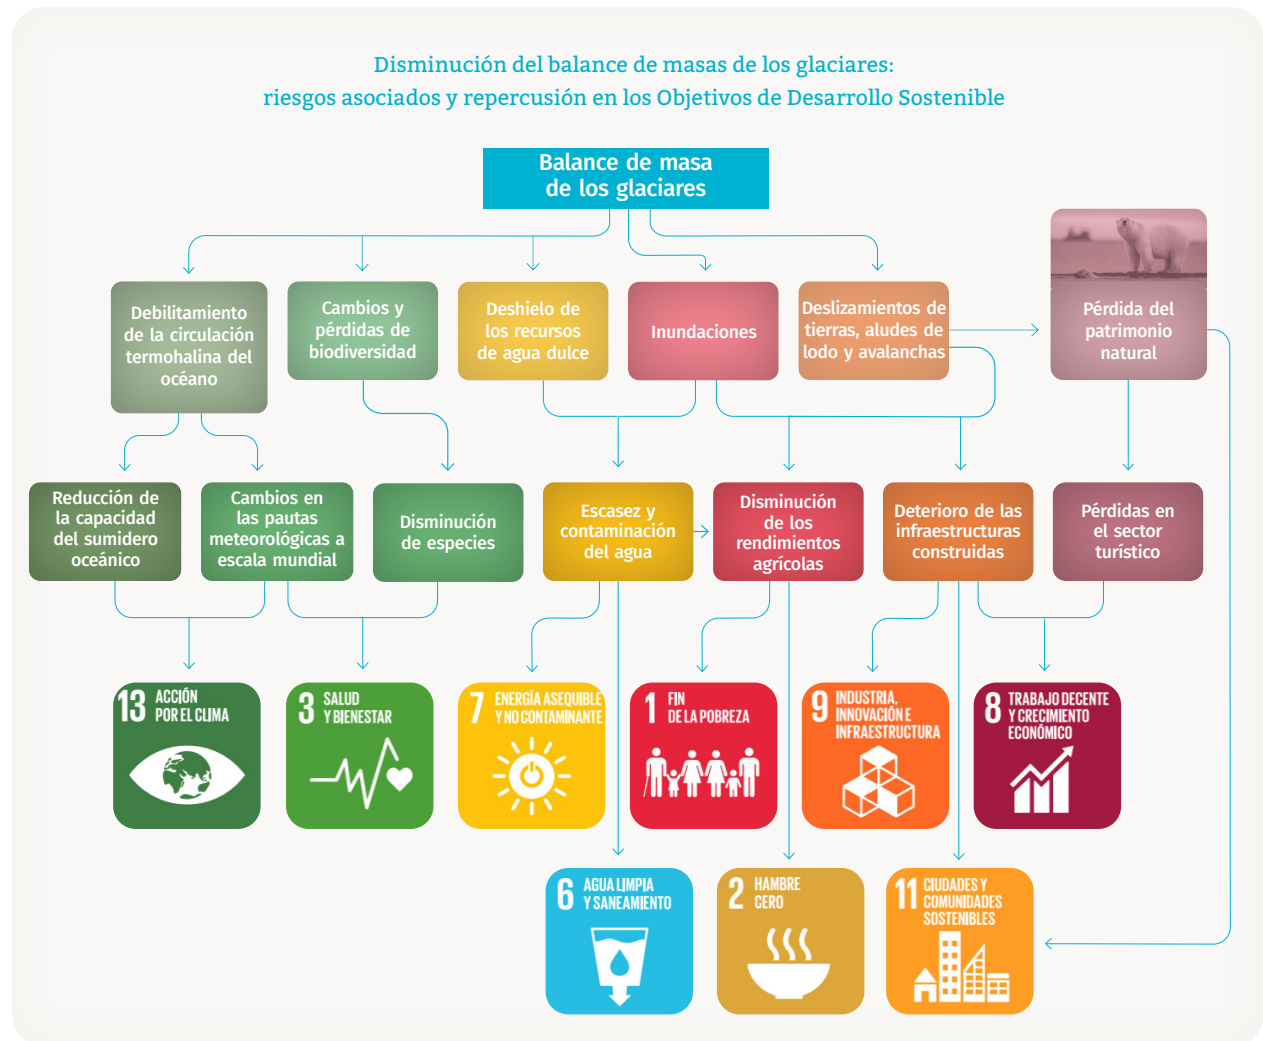 Disminución del balance de masas de los glaciares:
riesgos asociados y repercusión en los Objetivos de Desarrollo Sostenible
Balance de masa
de los glaciares
Debilitamiento
de la circulación
termohalina del
océano
Cambios y
pérdidas de
biodiversidad
Deshielo de
los recursos
de agua dulce
Inundaciones
Deslizamientos de
tierras, aludes de
lodo y avalanchas
Pérdida del
patrimonio
natural
Reducción de
la capacidad
del sumidero
oceánico
Cambios en
las pautas
meteorológicas a
escala mundial
Disminución
de especies
Escasez y
contaminación
del agua
Disminución
de los
rendimientos
agrícolas
Deterioro de las
infraestructuras
construidas
Pérdidas en
el sector
turístico
13 ACCIÓN
POR EL CLIMA
3 SALUD
Y BIENESTAR
7 ENERGÍA ASEQUIBLE
Y NO CONTAMINANTE
1 FIN
DE LA POBREZA
9 INDUSTRIA,
INNOVACIÓN E
INFRAESTRUCTURA
8 TRABAJO DECENTE
Y CRECIMIENTO
ECONÓMICO
6 AGUA LIMPIA
Y SANEAMIENTO
2 HAMBRE
CERO
11 CIUDADES Y
COMUNIDADES
SOSTENIBLES